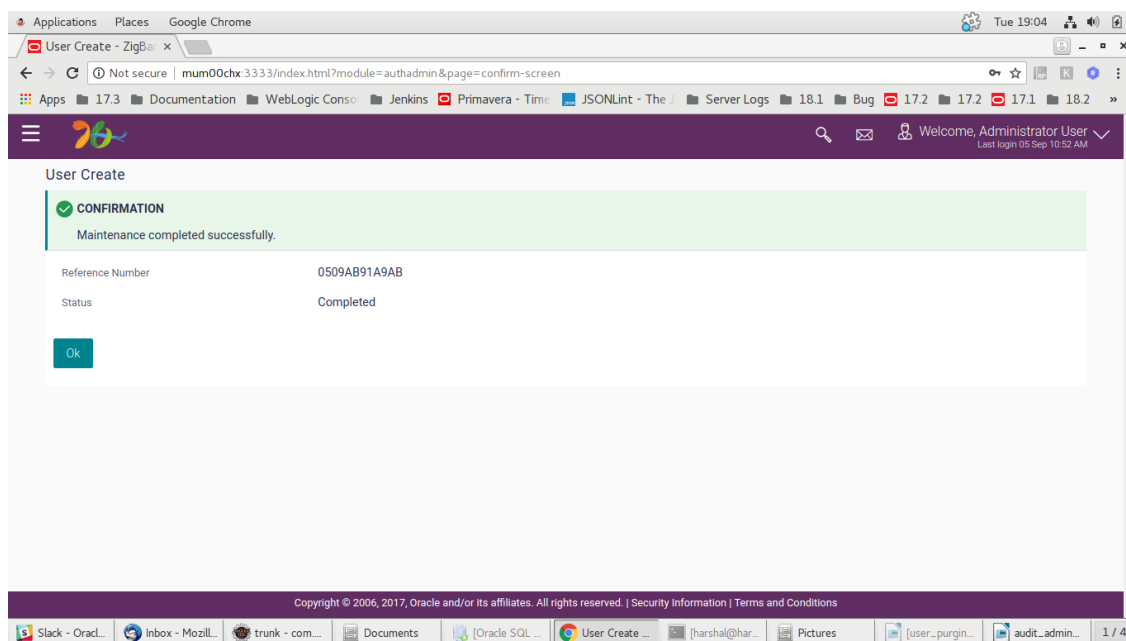 Applications Places Google Chrome Tue 19:04
User Create - ZigBa
Not secure | mum00chx:3333/index.html?module=authadmin&page=confirm-screen
Apps 17.3 Documentation WebLogic Conso Jenkins Primavera - Time JSONLint - The J Server Logs 18.1 Bug 17.2 17.2 17.1 18.2 »
Welcome, Administrator User
Last login 05 Sep 10:52 AM
User Create
CONFIRMATION
Maintenance completed successfully.
Reference Number 0509AB91A9AB
Status Completed
Ok
Copyright © 2006, 2017, Oracle and/or its affiliates. All rights reserved. | Security Information | Terms and Conditions
Slack - Oracl... Inbox - Mozill... trunk - com.... Documents [Oracle SQL ... User Create ... [harshal@har... Pictures [user_purgin... audit_admin... 1 / 4